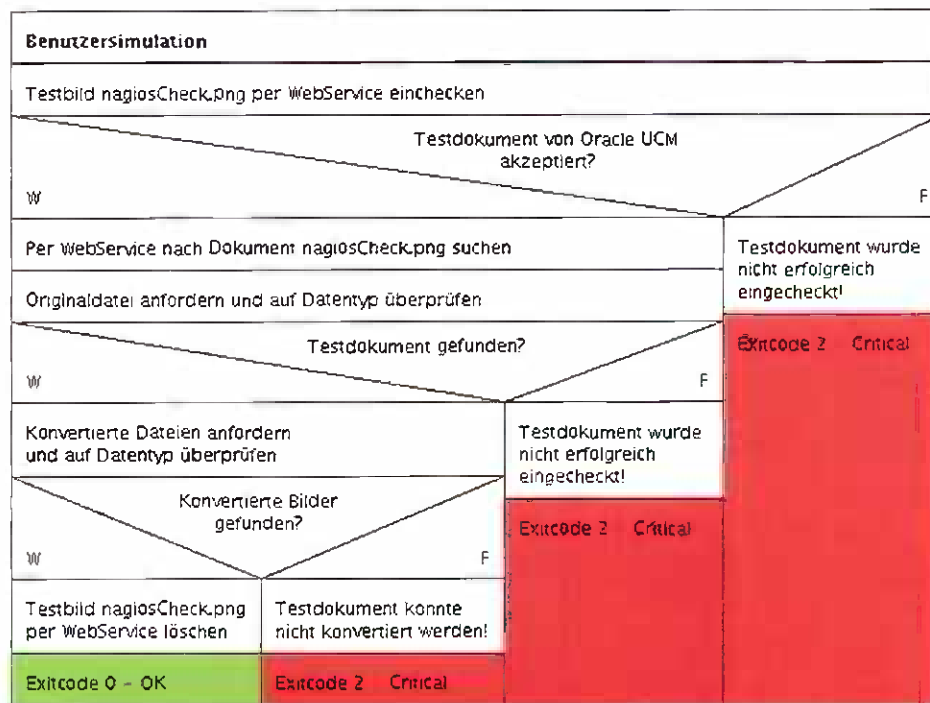 Benutzersimulation
Testbild nagiosCheck.png per WebService einchecken
Testdokument von Oracle UCM
akzeptiert?
W
F
Per WebService nach Dokument nagiosCheck.png suchen
Originaldatei anfordern und auf Datentyp überprüfen
Testdokument wurde
nicht erfolgreich
eingecheckt!
Testdokument gefunden?
W
F
Exitcode 2 Critical
Konvertierte Dateien anfordern
und auf Datentyp überprüfen
Testdokument wurde
nicht erfolgreich
eingecheckt!
Konvertierte Bilder
gefunden?
W
F
Exitcode 2 Critical
Testbild nagiosCheck.png
per WebService löschen
Testdokument konnte
nicht konvertiert werden!
Exitcode 0 - OK
Exitcode 2 Critical